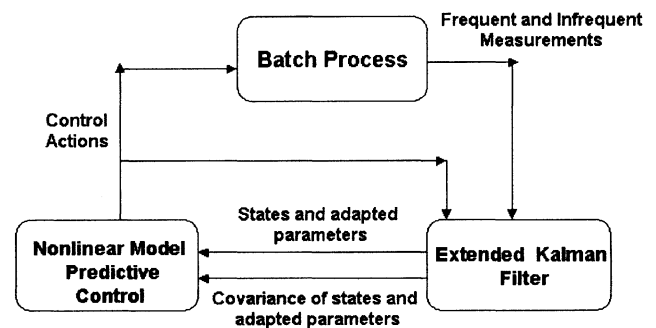 Frequent and Infrequent
Measurements
Batch Process
Control
Actions
States and adapted
parameters
Nonlinear Model
Predictive
Control
Extended Kalman
Filter
Covariance of states and
adapted parameters